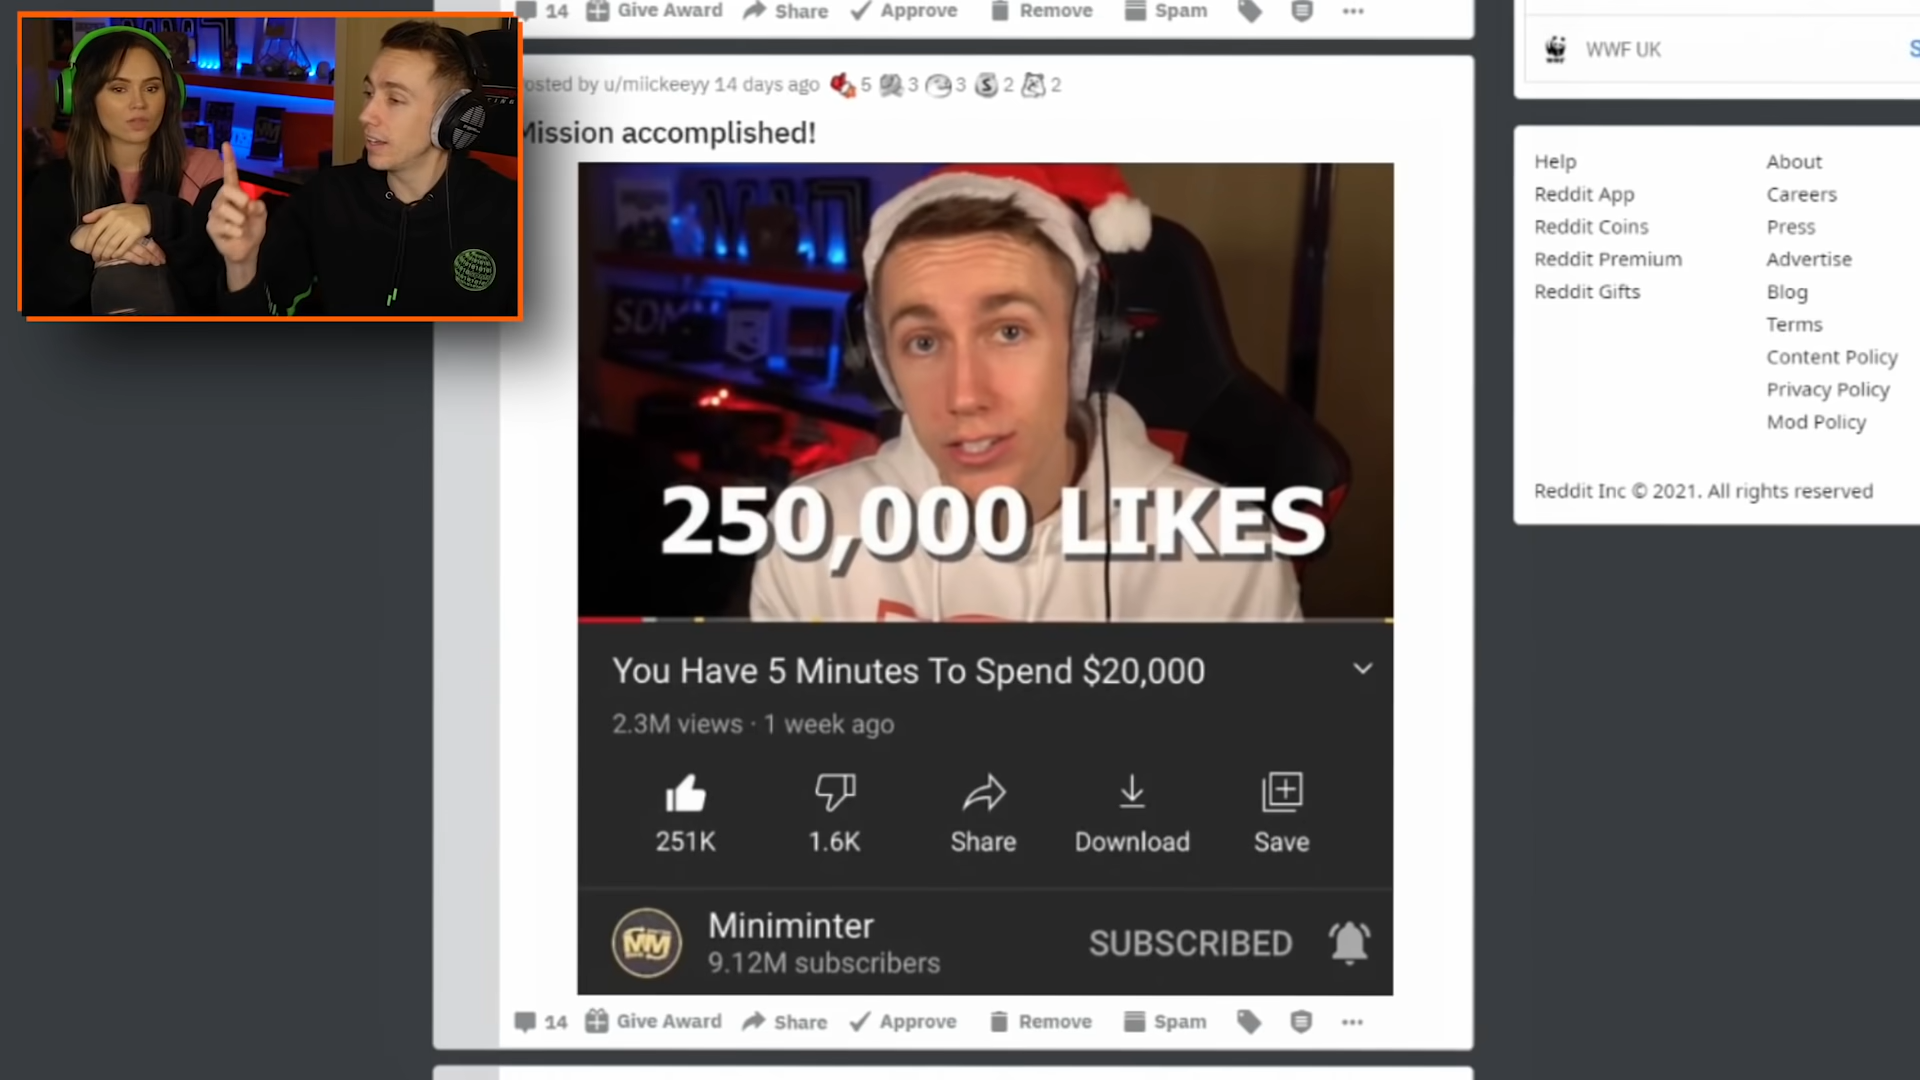 14 Give Award Share Approve Remove Spam
WWF UK
osted by u/miickeeyy 14 days ago 5 3 3 2 2
Mission accomplished!
SDMN
250,000 LIKES
You Have 5 Minutes To Spend $20,000
2.3M views · 1 week ago
251K 1.6K Share Download Save
MM Miniminter
9.12M subscribers
SUBSCRIBED
14 Give Award Share Approve Remove Spam
Help About
Reddit App Careers
Reddit Coins Press
Reddit Premium Advertise
Reddit Gifts Blog
Terms
Content Policy
Privacy Policy
Mod Policy
Reddit Inc © 2021. All rights reserved